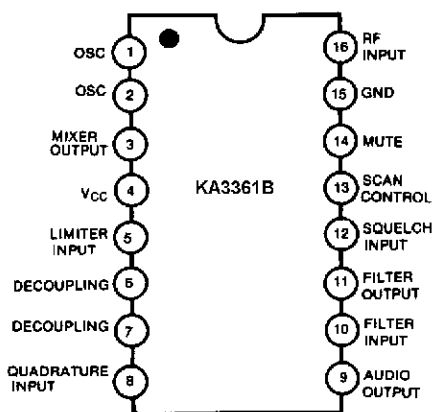 OSC 1
OSC 2
MIXER
OUTPUT 3
VCC 4
LIMITER
INPUT 5
DECOUPLING 6
DECOUPLING 7
QUADRATURE
INPUT 8
KA3361B
16 RF
INPUT
15 GND
14 MUTE
13 SCAN
CONTROL
12 SQUELCH
INPUT
11 FILTER
OUTPUT
10 FILTER
INPUT
9 AUDIO
OUTPUT